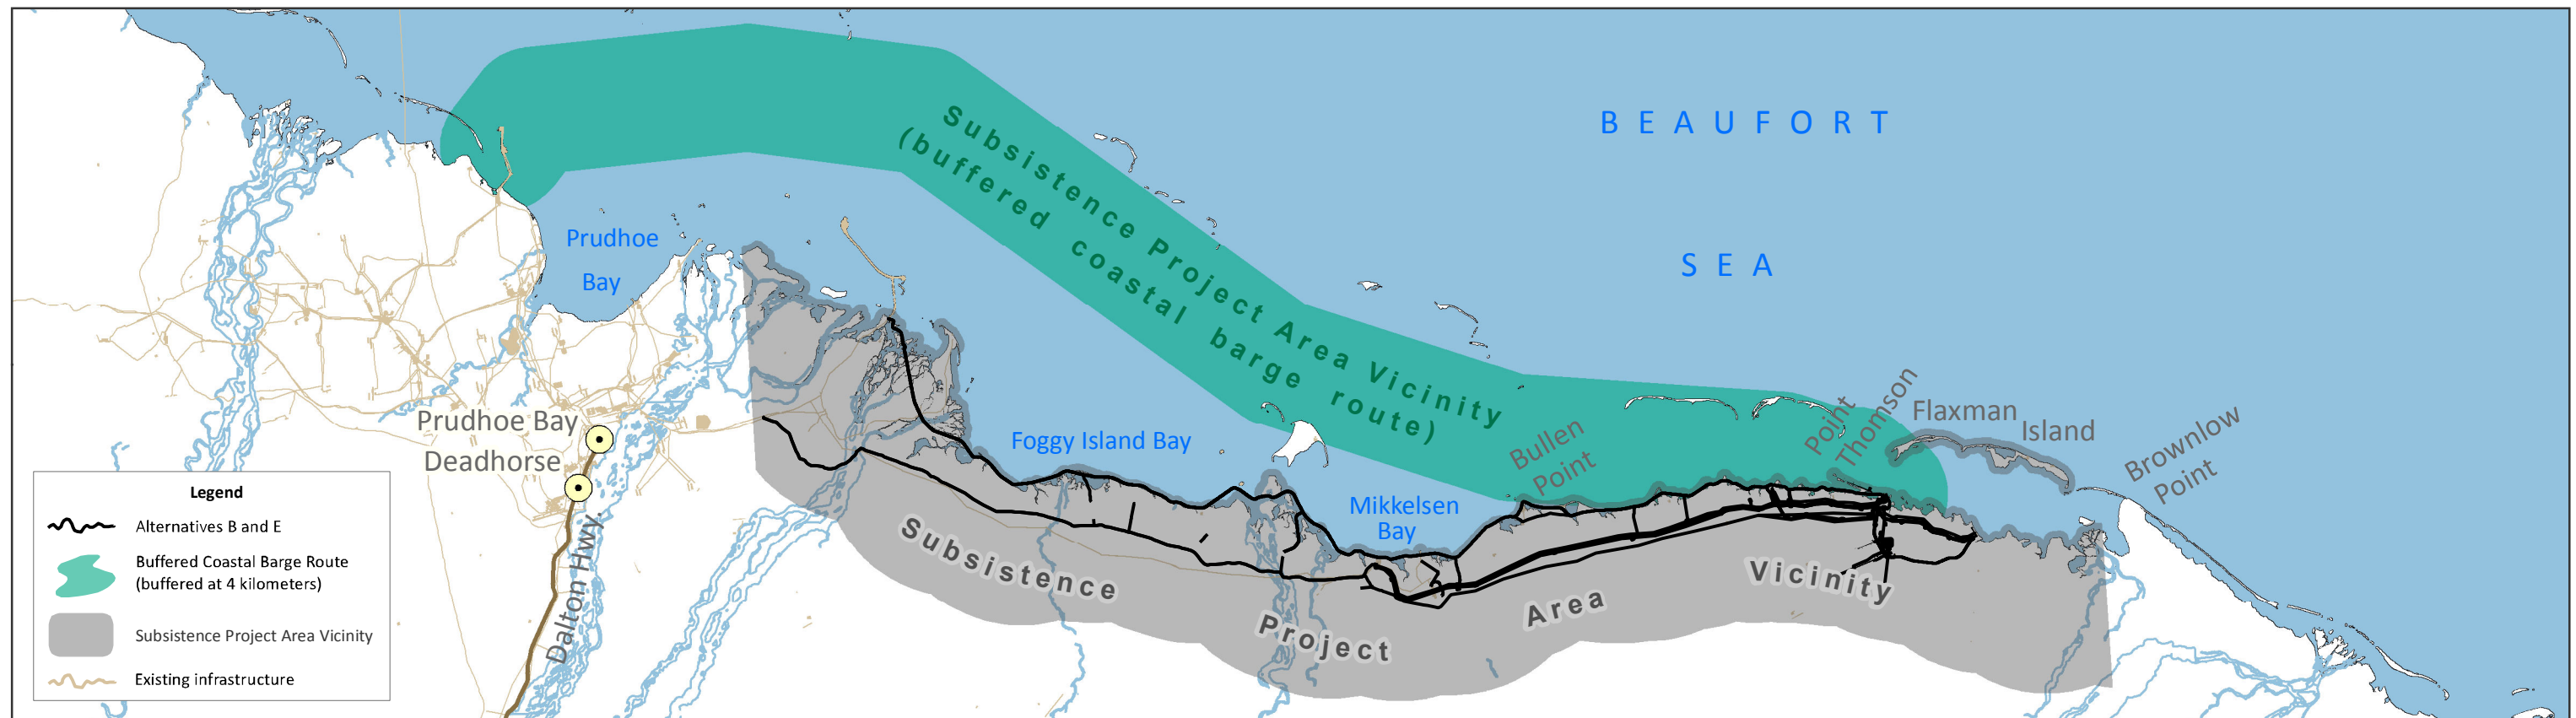 BEAUFORT
SEA
Subsistence Project Area Vicinity
(buffered coastal barge route)
Prudhoe
Bay
Prudhoe Bay
Deadhorse
Dalton Hwy.
Foggy Island Bay
Mikkelsen
Bay
Bullen
Point
Point
Thomson
Flaxman
Island
Brownlow
Point
Subsistence Project Area Vicinity
Legend
Alternatives B and E
Buffered Coastal Barge Route
(buffered at 4 kilometers)
Subsistence Project Area Vicinity
Existing infrastructure